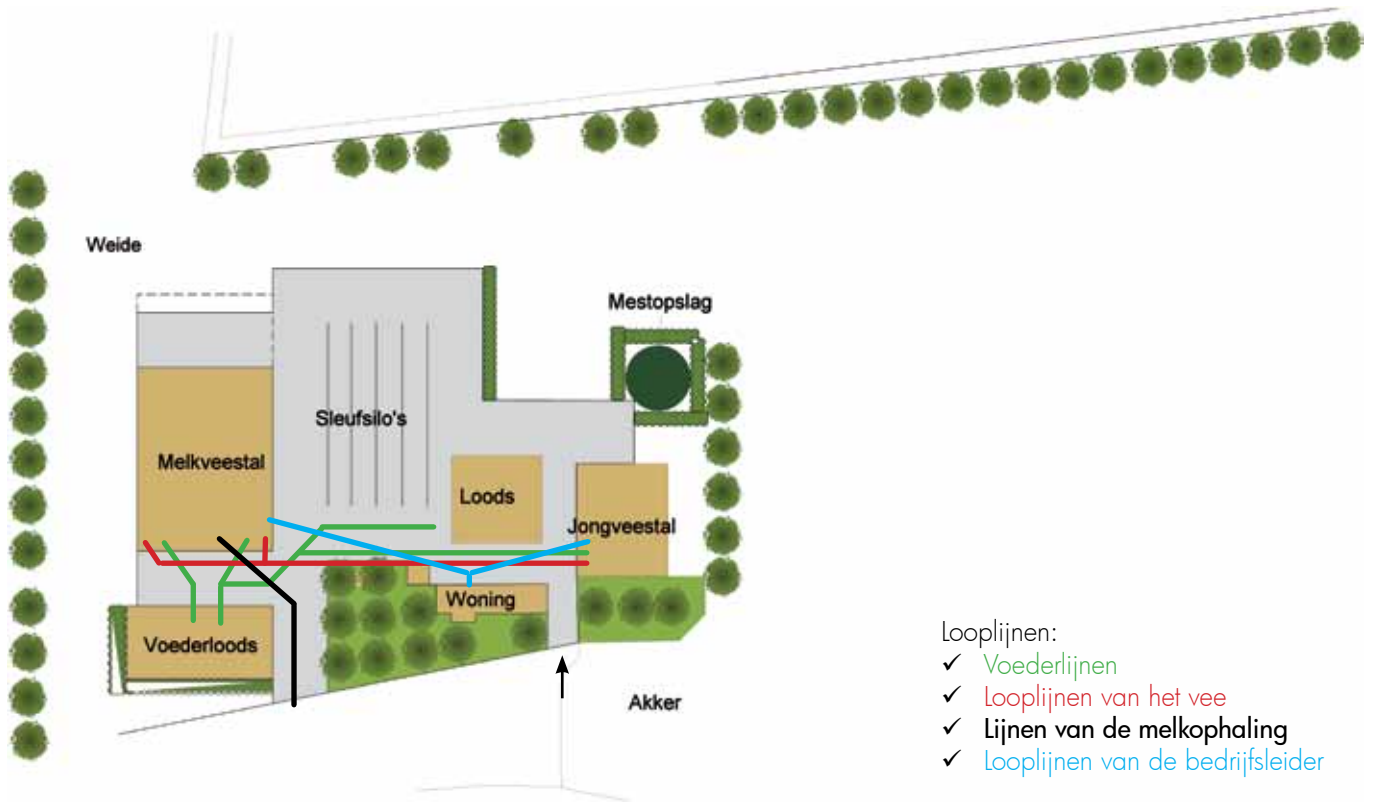 Weide
Mestopslag
Sleufsilo's
Melkveestal
Loods
Jongveestal
Woning
Voederloods
Akker
Looplijnen:
✓ Voederlijnen
✓ Looplijnen van het vee
✓ Lijnen van de melkophaling
✓ Looplijnen van de bedrijfsleider